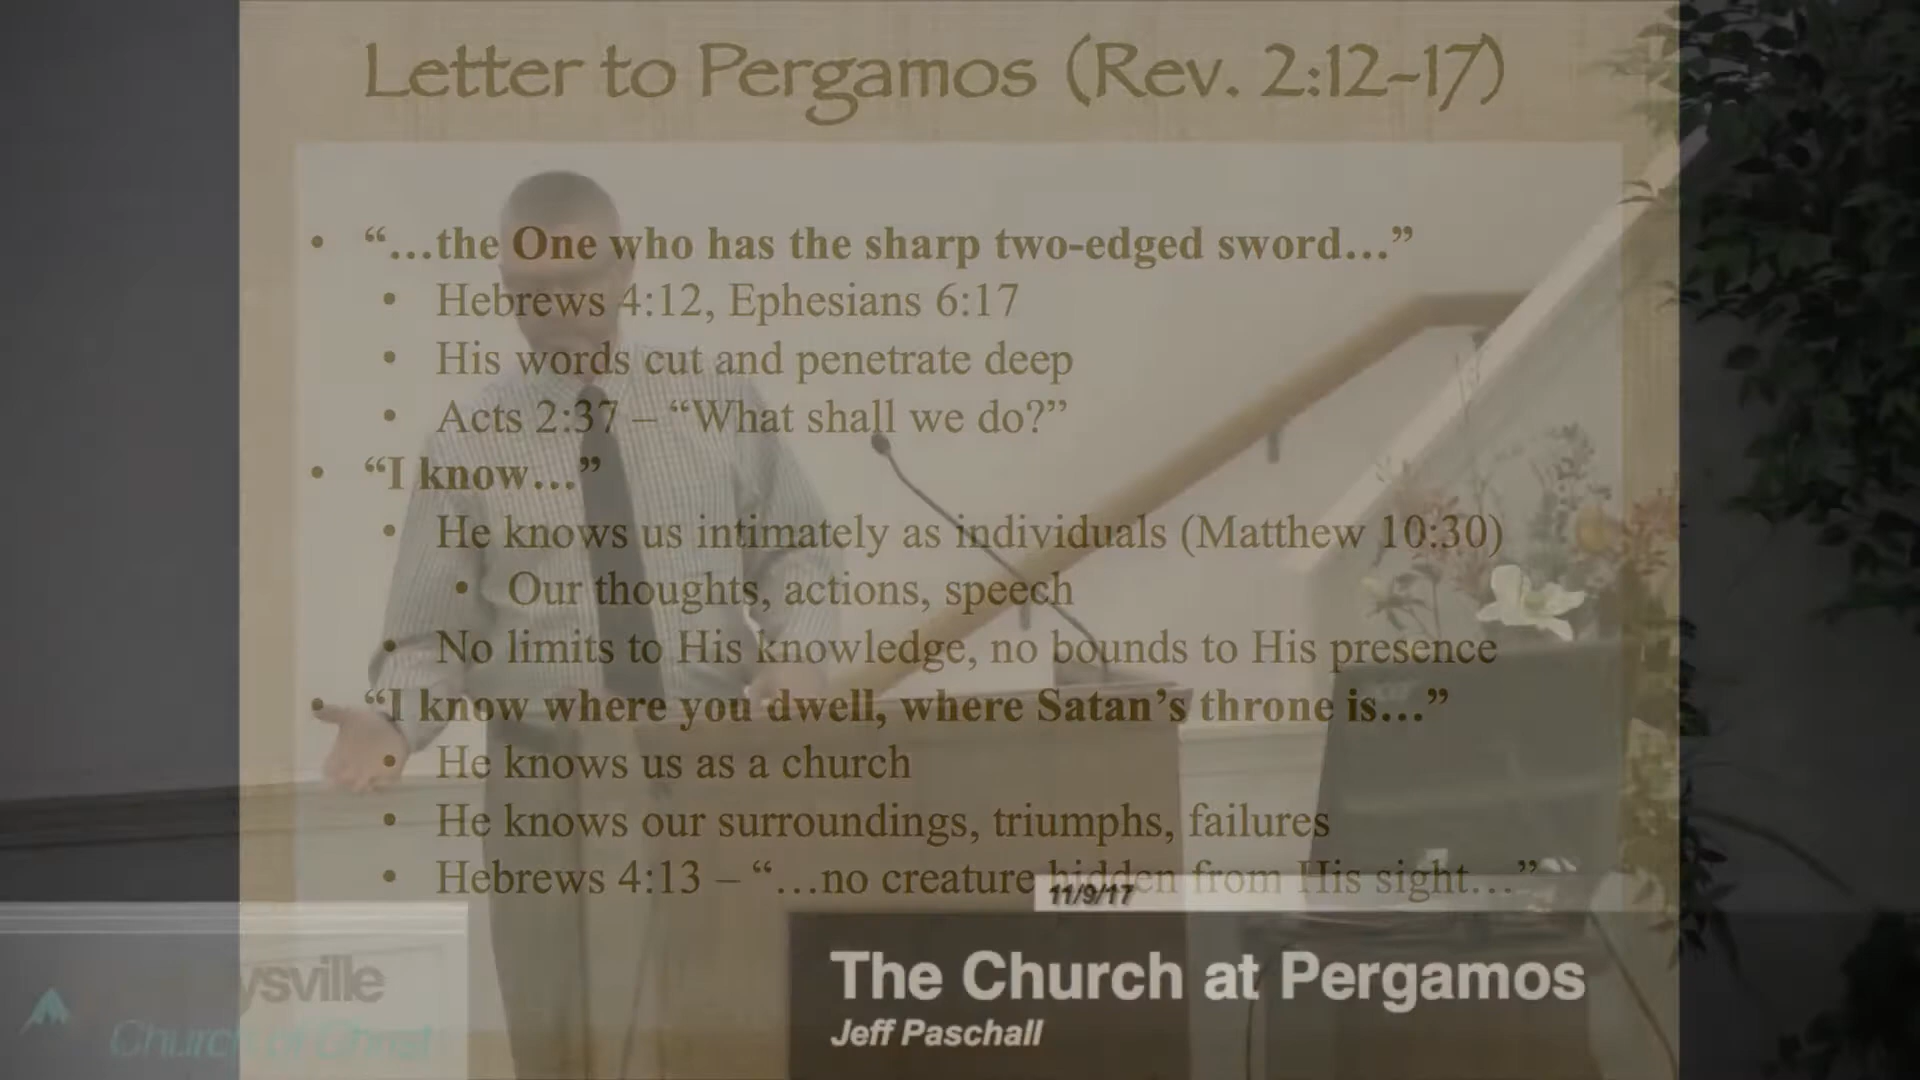 Letter to Pergamos (Rev. 2:12-17)
• “…the One who has the sharp two-edged sword…”
• Hebrews 4:12, Ephesians 6:17
• His words cut and penetrate deep
• Acts 2:37 – “What shall we do?”
• “I know…”
• He knows us intimately as individuals (Matthew 10:30)
• Our thoughts, actions, speech
• No limits to His knowledge, no bounds to His presence
• “I know where you dwell, where Satan’s throne is…”
• He knows us as a church
• He knows our surroundings, triumphs, failures
• Hebrews 4:13 – “…no creature hidden from His sight…”
11/9/17
The Church at Pergamos
Jeff Paschall
ysville
Church of Christ